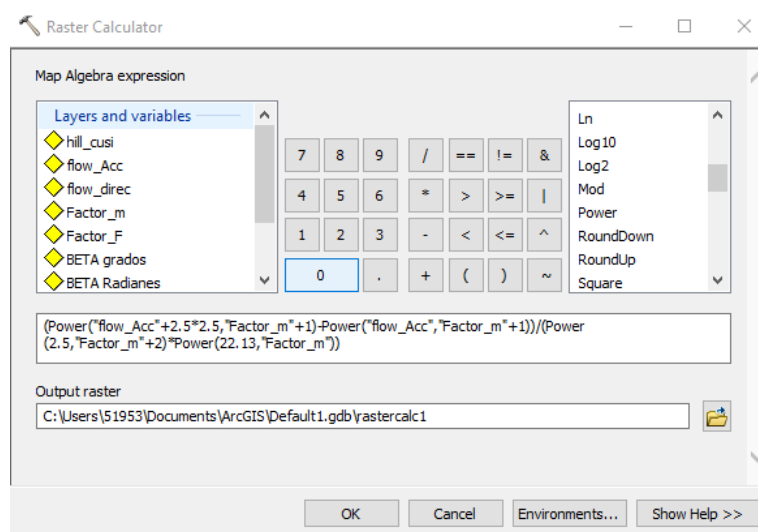 Raster Calculator
Map Algebra expression
Layers and variables
hill_cusi
flow_Acc
flow_direc
Factor_m
Factor_F
BETA grados
BETA Radianes
7 8 9 / == != &
4 5 6 * > >= |
1 2 3 - < <= ^
0 . + ( ) ~
Ln
Log10
Log2
Mod
Power
RoundDown
RoundUp
Square
(Power("flow_Acc"+2.5*2.5,"Factor_m"+1)-Power("flow_Acc","Factor_m"+1))/(Power
(2.5,"Factor_m"+2)*Power(22.13,"Factor_m"))
Output raster
C:\Users\51953\Documents\ArcGIS\Default1.gdb\rastercalc1
OK Cancel Environments... Show Help >>